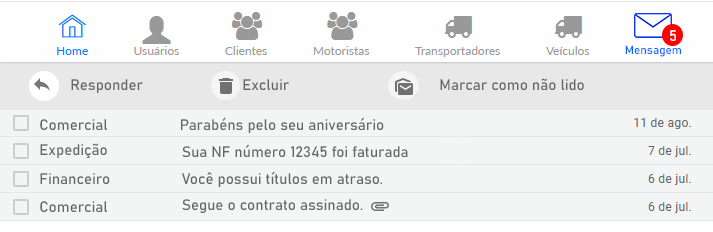 5
Home Usuários Clientes Motoristas Transportadores Veículos Mensagem
Responder Excluir Marcar como não lido
Comercial Parabéns pelo seu aniversário 11 de ago.
Expedição Sua NF número 12345 foi faturada 7 de jul.
Financeiro Você possui títulos em atraso. 6 de jul.
Comercial Segue o contrato assinado. 6 de jul.